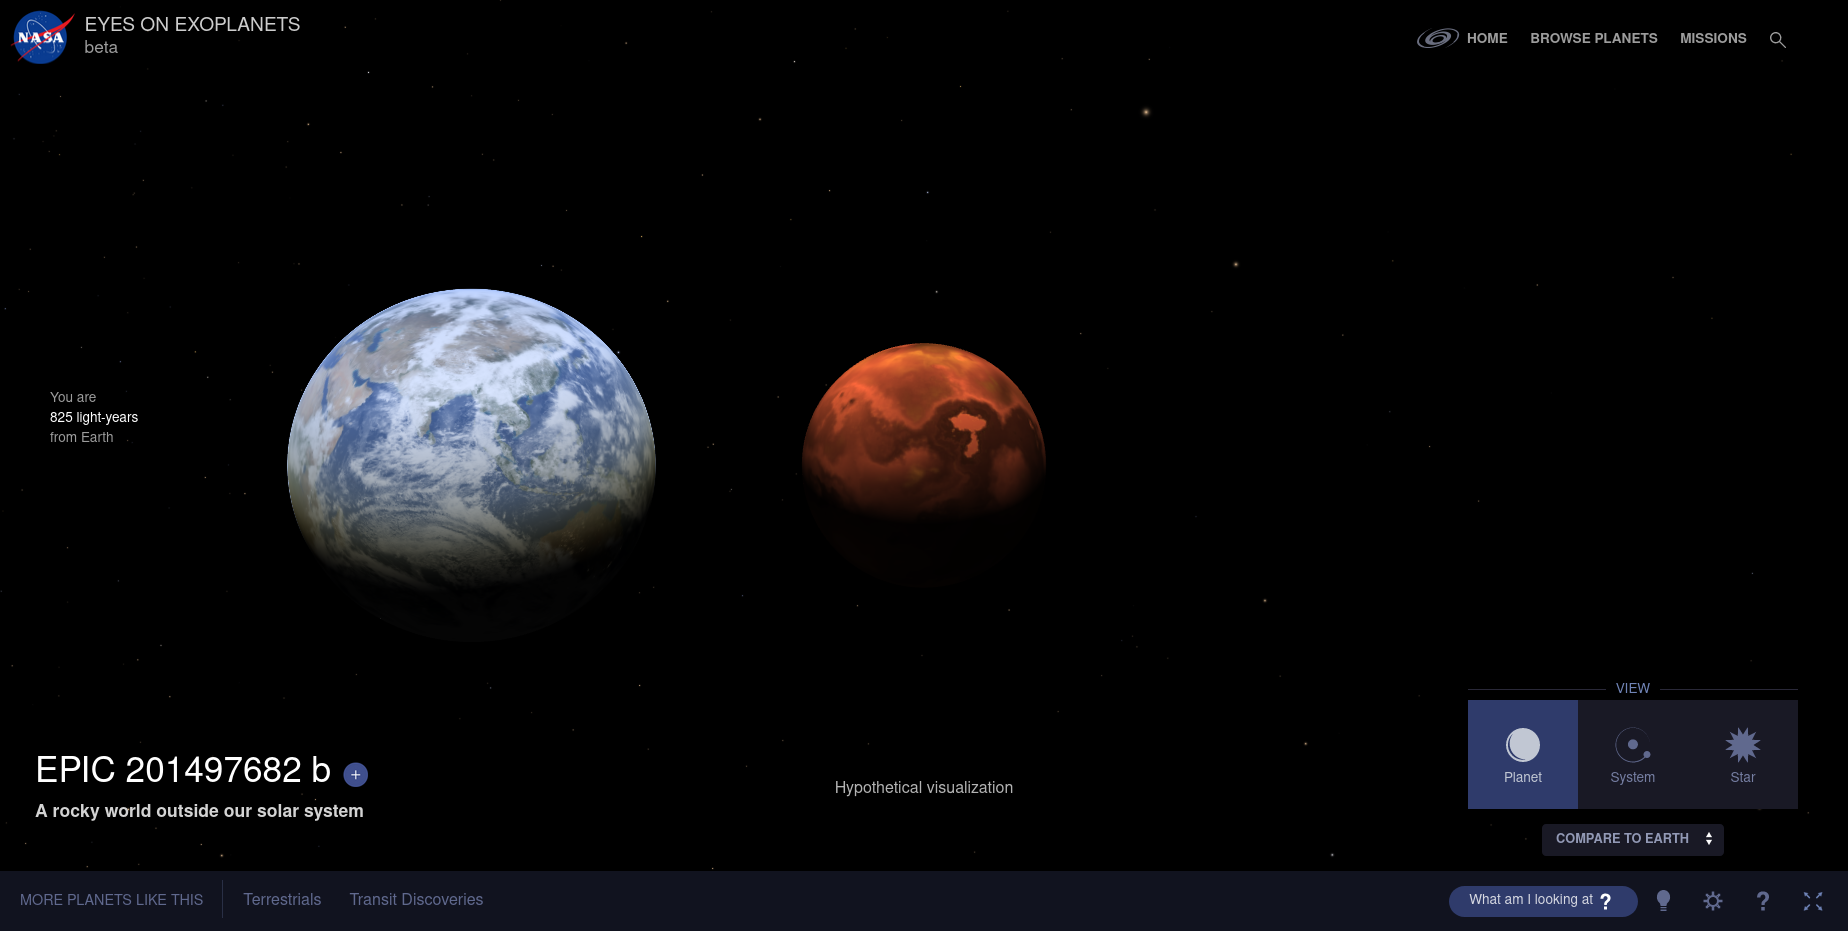 NASA
EYES ON EXOPLANETS
beta
HOME
BROWSE PLANETS
MISSIONS
You are
825 light-years
from Earth
EPIC 201497682 b +
A rocky world outside our solar system
Hypothetical visualization
VIEW
Planet
System
Star
COMPARE TO EARTH
MORE PLANETS LIKE THIS
Terrestrials
Transit Discoveries
What am I looking at ?
?